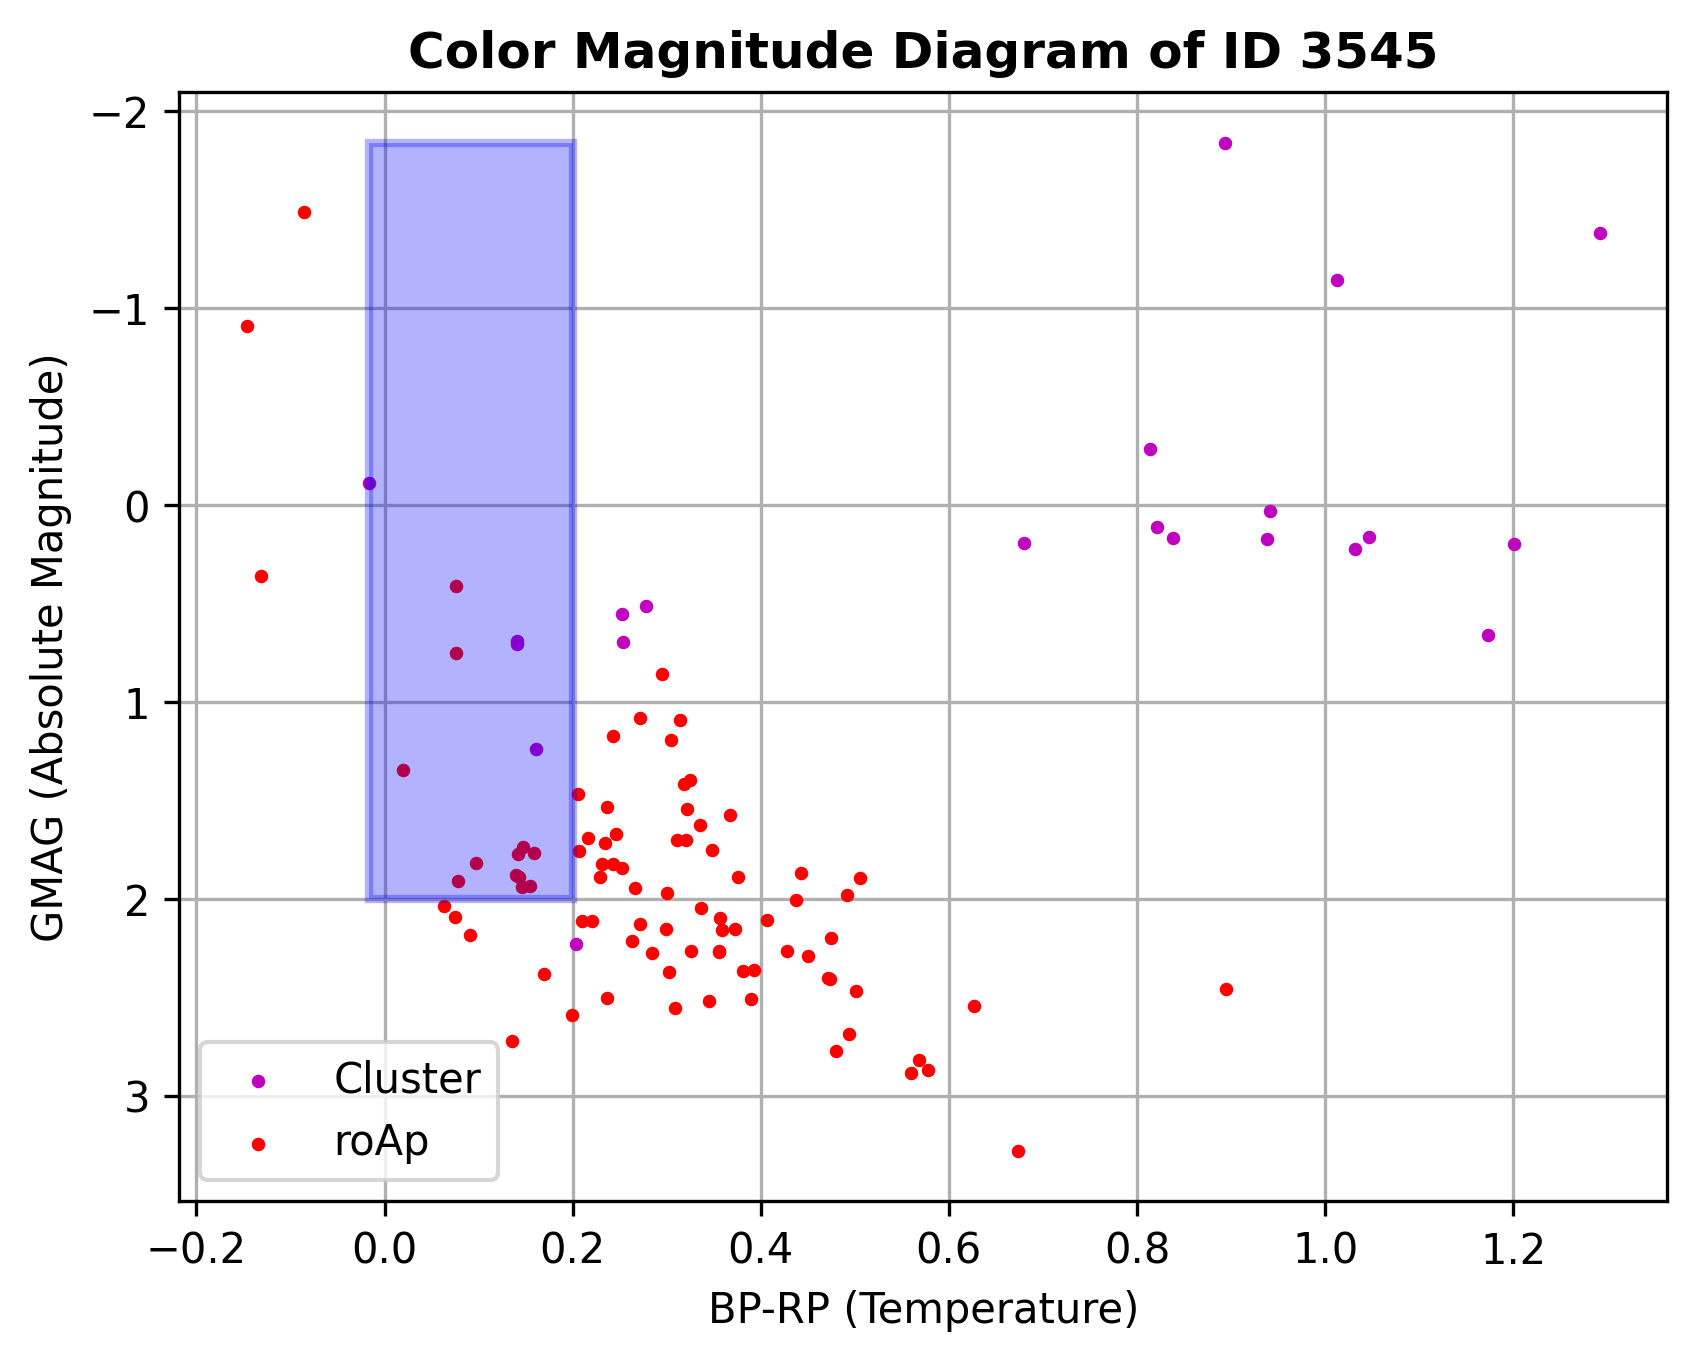 Color Magnitude Diagram of ID 3545
−2
−1
0
1
2
3
GMAG (Absolute Magnitude)
Cluster
roAp
−0.2 0.0 0.2 0.4 0.6 0.8 1.0 1.2
BP-RP (Temperature)